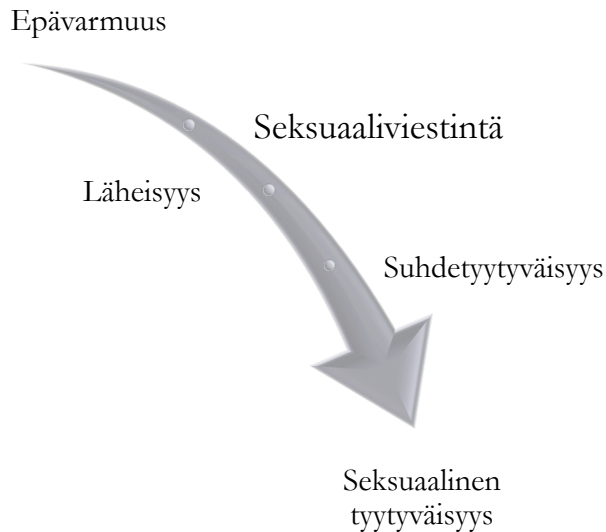 Epävarmuus
Seksuaaliviestintä
Läheisyys
Suhdetyytyväisyys
Seksuaalinen
tyytyväisyys